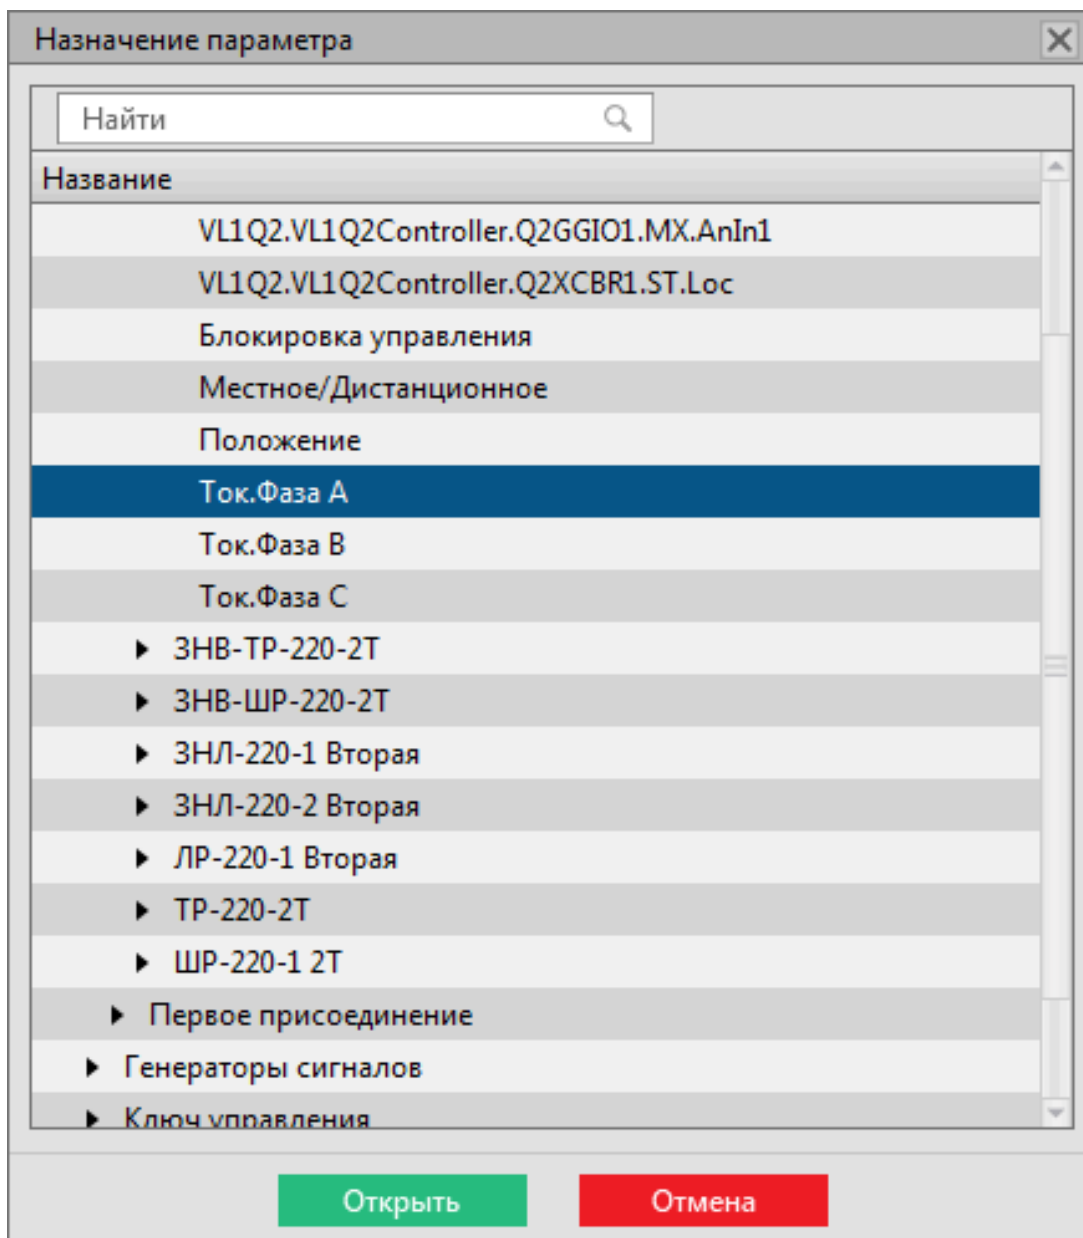 Назначение параметра
Найти
Название
VL1Q2.VL1Q2Controller.Q2GGIO1.MX.AnIn1
VL1Q2.VL1Q2Controller.Q2XCBR1.ST.Loc
Блокировка управления
Местное/Дистанционное
Положение
Ток.Фаза А
Ток.Фаза В
Ток.Фаза С
ЗНВ-ТР-220-2Т
ЗНВ-ШР-220-2Т
ЗНЛ-220-1 Вторая
ЗНЛ-220-2 Вторая
ЛР-220-1 Вторая
ТР-220-2Т
ШР-220-1 2Т
Первое присоединение
Генераторы сигналов
Ключ управления
Открыть
Отмена